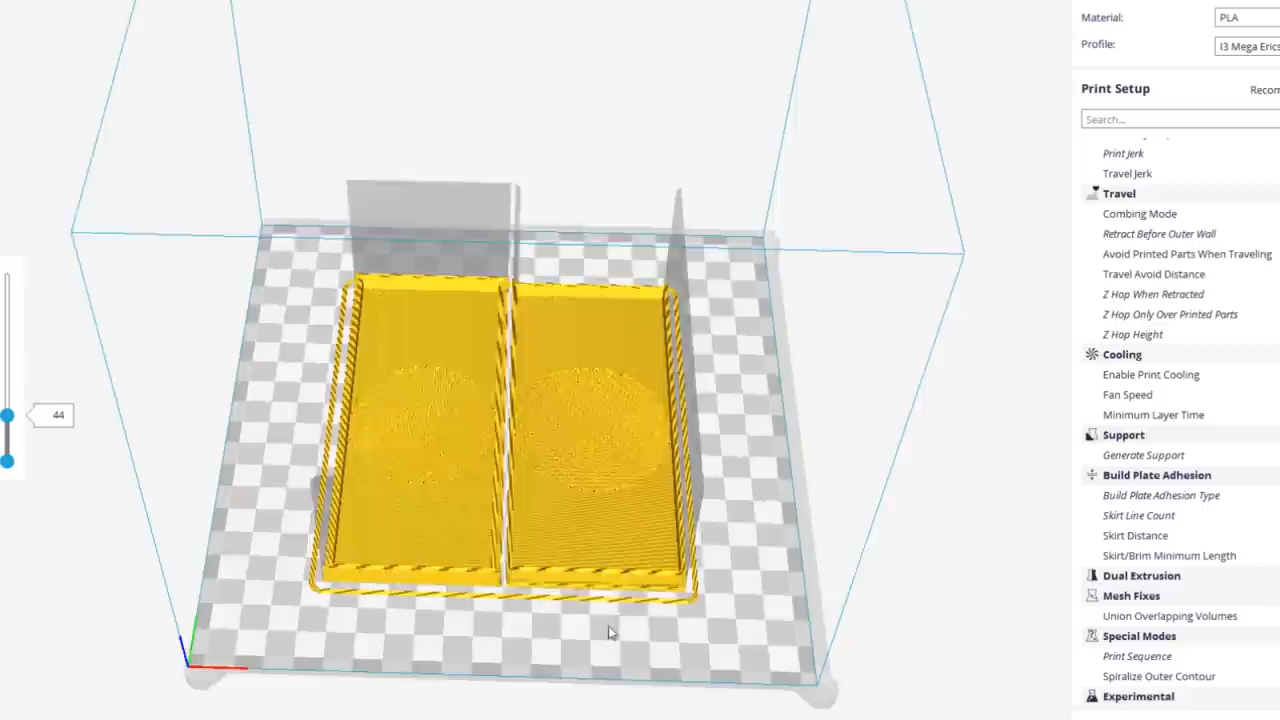 Material:
PLA
Profile:
I3 Mega Erics
Print Setup
Recom
Search...
Print Jerk
Travel Jerk
Travel
Combing Mode
Retract Before Outer Wall
Avoid Printed Parts When Traveling
Travel Avoid Distance
Z Hop When Retracted
Z Hop Only Over Printed Parts
Z Hop Height
Cooling
Enable Print Cooling
Fan Speed
44
Minimum Layer Time
Support
Generate Support
Build Plate Adhesion
Build Plate Adhesion Type
Skirt Line Count
Skirt Distance
Skirt/Brim Minimum Length
Dual Extrusion
Mesh Fixes
Union Overlapping Volumes
Special Modes
Print Sequence
Spiralize Outer Contour
Experimental